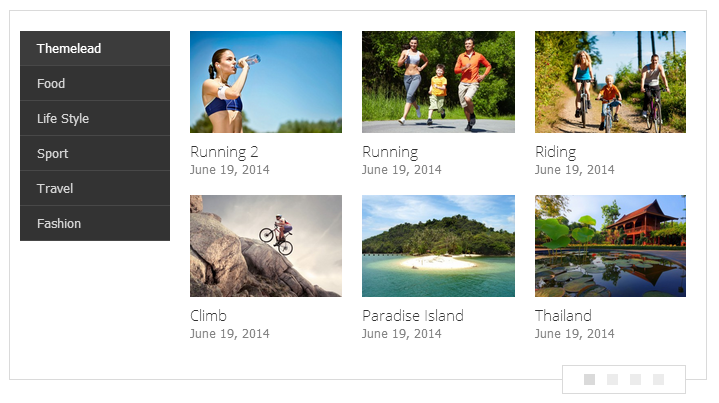 Themelead
Food
Life Style
Sport
Travel
Fashion
Running 2
June 19, 2014
Running
June 19, 2014
Riding
June 19, 2014
Climb
June 19, 2014
Paradise Island
June 19, 2014
Thailand
June 19, 2014